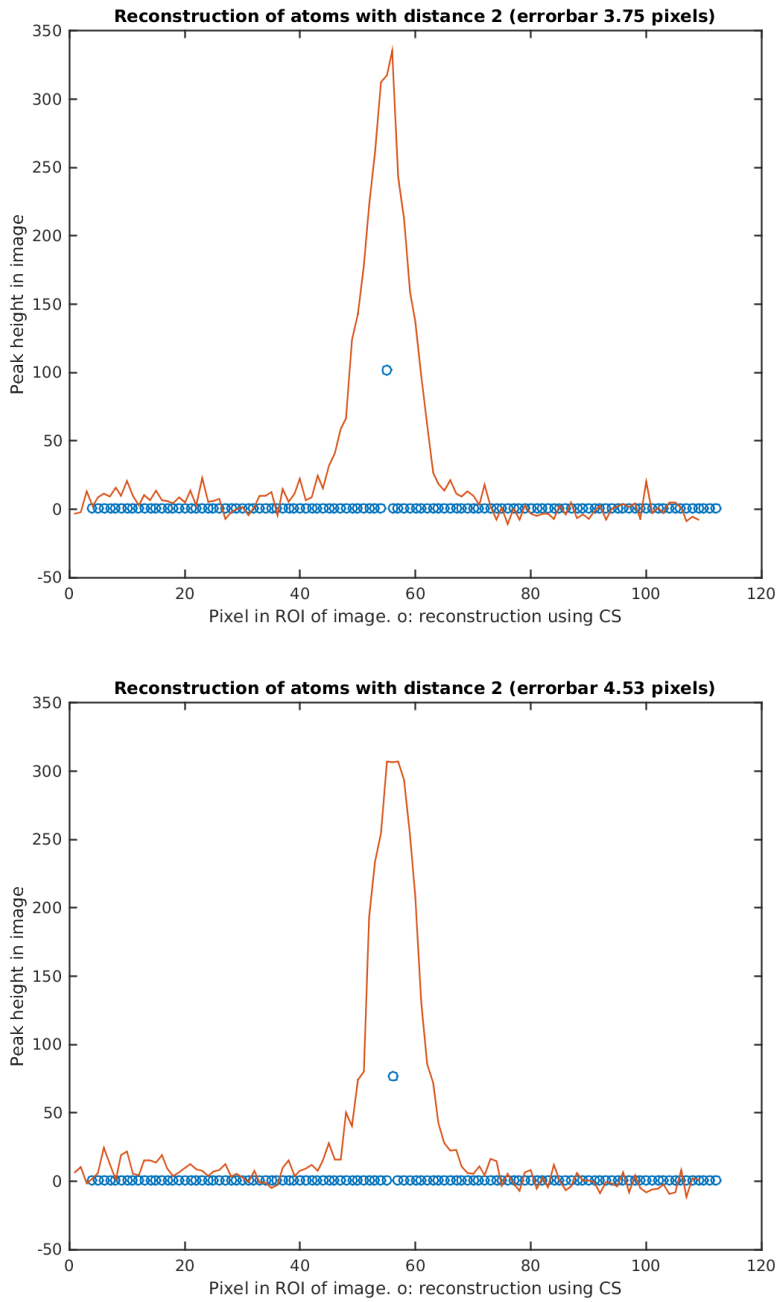 Reconstruction of atoms with distance 2 (errorbar 3.75 pixels)
350
300
250
200
150
100
50
0
-50
Peak height in image
0 20 40 60 80 100 120
Pixel in ROI of image. o: reconstruction using CS
Reconstruction of atoms with distance 2 (errorbar 4.53 pixels)
350
300
250
200
150
100
50
0
-50
Peak height in image
0 20 40 60 80 100 120
Pixel in ROI of image. o: reconstruction using CS